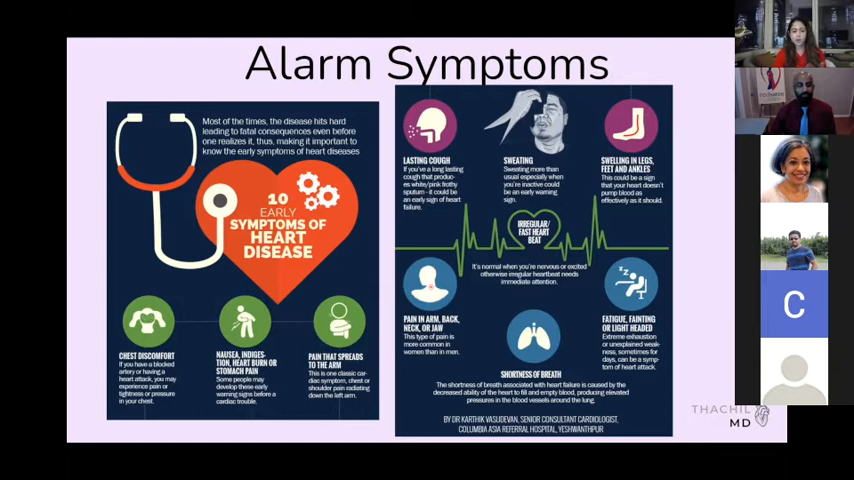 Alarm Symptoms
Most of the times, the disease hits hard
leading to fatal consequences even before
one realizes it, thus, making it important to
know the early symptoms of heart diseases
10
EARLY
SYMPTOMS OF
HEART
DISEASE
CHEST DISCOMFORT
If you have a blocked
artery or having a
heart attack, you may
experience pain or
tightness or pressure
in your chest.
NAUSEA, INDIGES-
TION, HEART BURN OR
STOMACH PAIN
Some people may
develop these early
warning signs before a
cardiac trouble.
PAIN THAT SPREADS
TO THE ARM
This is one classic car-
diac symptom, chest or
shoulder pain radiating
down the left arm.
LASTING COUGH
If you've a long lasting
cough that produc-
es white/pink frothy
sputum - it could be
an early sign of heart
failure.
SWEATING
Sweating more than
usual especially when
you're inactive could
be an early warning
sign.
SWELLING IN LEGS,
FEET AND ANKLES
This could be a sign
that your heart doesn't
pump blood as
effectively as it should.
IRREGULAR/
FAST HEART
BEAT
It's normal when you're nervous or excited
otherwise irregular heartbeat needs
immediate attention.
PAIN IN ARM, BACK,
NECK, OR JAW
This type of pain is
more common in
women than in men.
FATIGUE, FAINTING
OR LIGHT HEADED
Extreme exhaustion
or unexplained weak-
ness, sometimes for
days, can be a symp-
tom of heart attack.
SHORTNESS OF BREATH
The shortness of breath associated with heart failure is caused by the
decreased ability of the heart to fill and empty blood, producing elevated
pressures in the blood vessels around the lung.
BY DR KARTHIK VASUDEVAN, SENIOR CONSULTANT CARDIOLOGIST,
COLUMBIA ASIA REFERRAL HOSPITAL, YESHWANTHPUR
THACHIL
MD
C